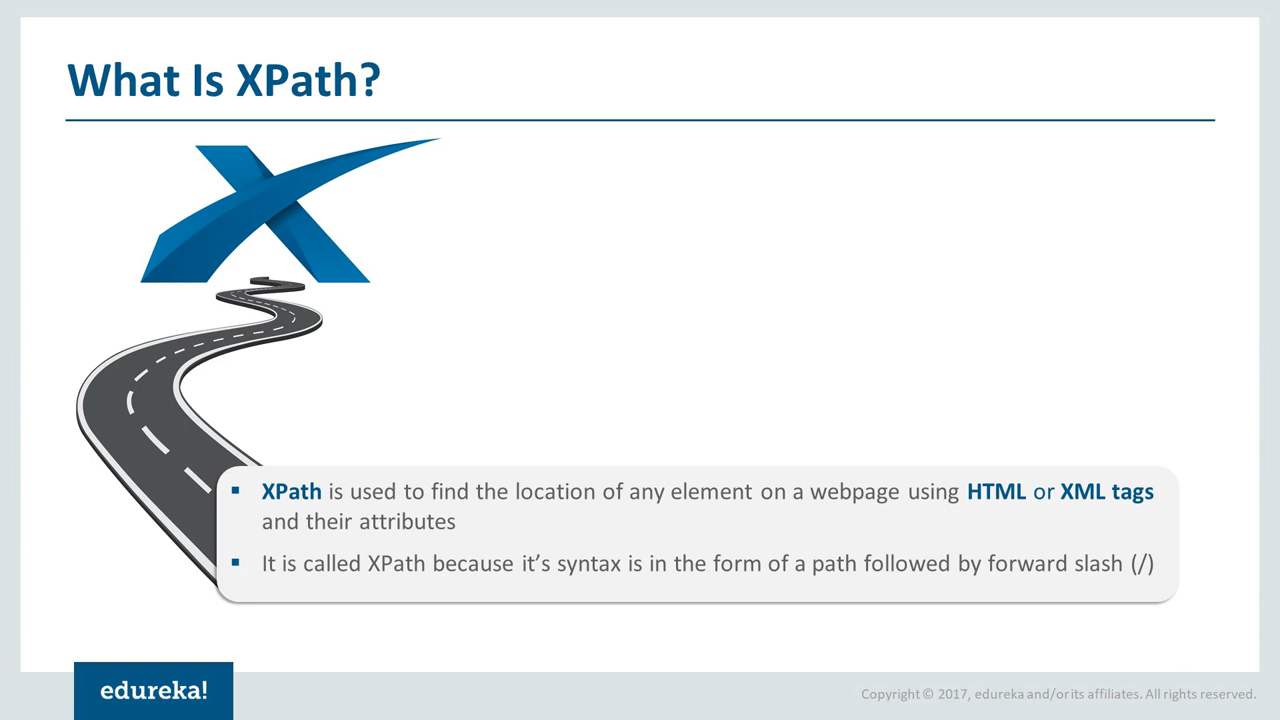 What Is XPath?
▪ XPath is used to find the location of any element on a webpage using HTML or XML tags
and their attributes
▪ It is called XPath because it’s syntax is in the form of a path followed by forward slash (/)
edureka!
Copyright © 2017, edureka and/or its affiliates. All rights reserved.